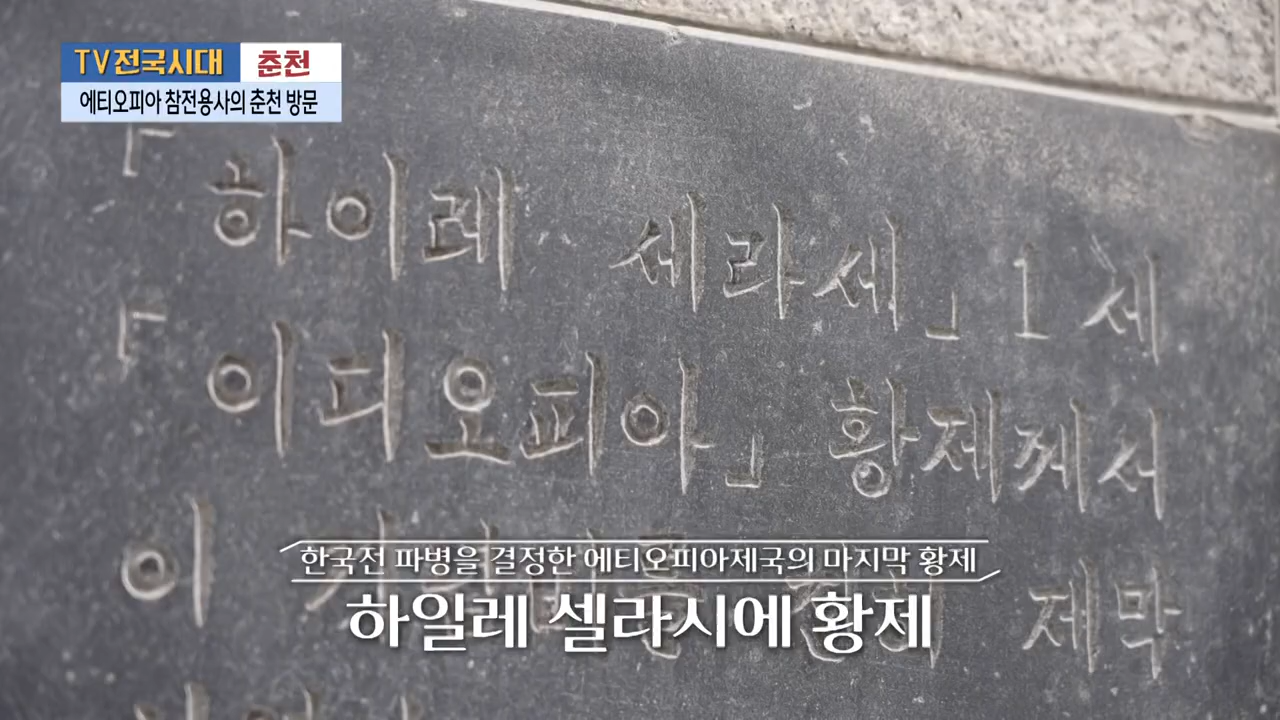 TV전국시대 춘천
에티오피아 참전용사의 춘천 방문
「하이레 세라세」 1세
「이디오피아」 황제께서
이 제막
한국전 파병을 결정한 에티오피아제국의 마지막 황제
하일레 셀라시에 황제